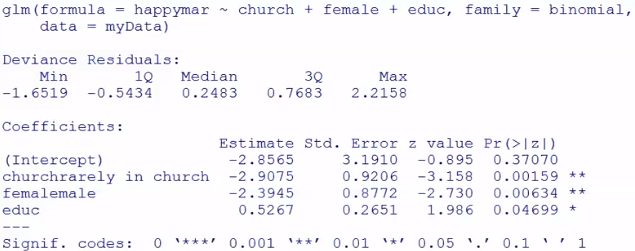 glm(formula = happymar ~ church + female + educ, family = binomial,
    data = myData)
Deviance Residuals:
    Min      1Q  Median      3Q     Max
-1.6519 -0.5434  0.2483  0.7683  2.2158
Coefficients:
                       Estimate Std. Error z value Pr(>|z|)
(Intercept)             -2.8565     3.1910  -0.895  0.37070
churchrarely in church  -2.9075     0.9206  -3.158  0.00159 **
femalemale              -2.3945     0.8772  -2.730  0.00634 **
educ                     0.5267     0.2651   1.986  0.04699 *
---
Signif. codes:  0 ‘***’ 0.001 ‘**’ 0.01 ‘*’ 0.05 ‘.’ 0.1 ‘ ’ 1